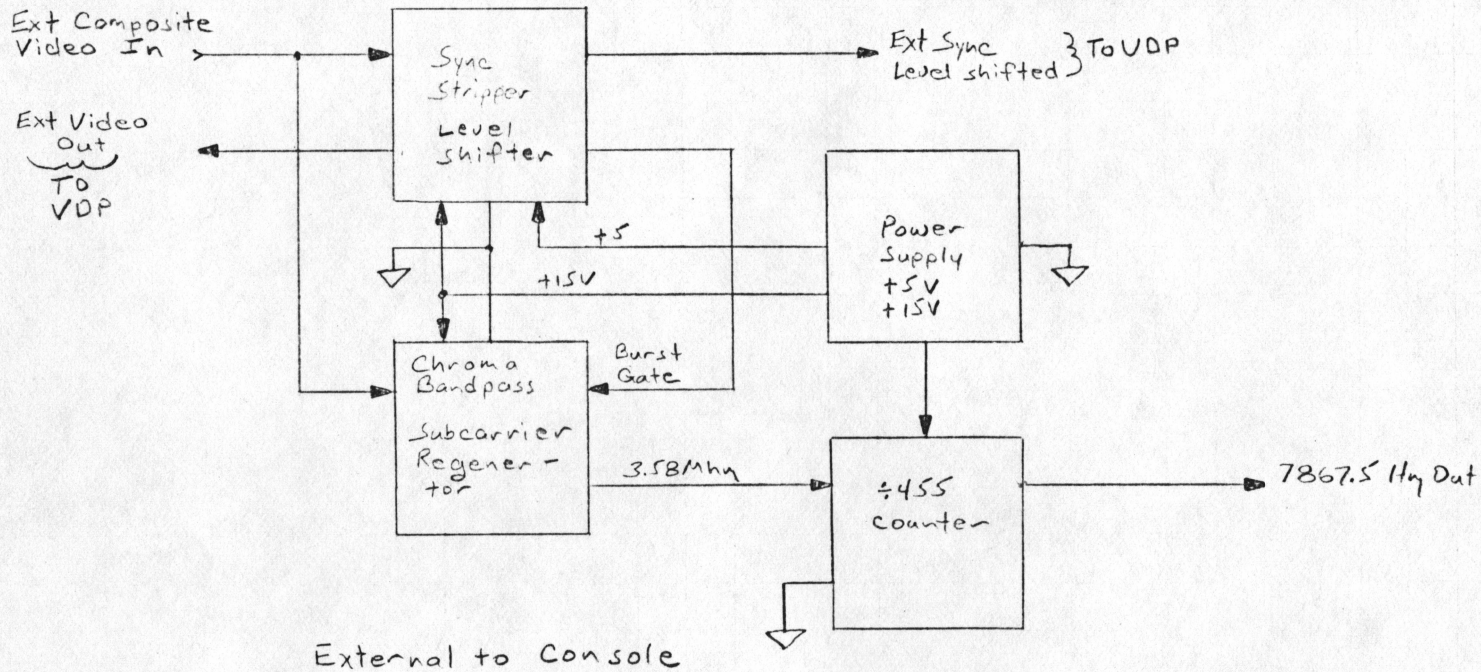 Ext Composite
Video In
Sync
Stripper
Level
shifter
Ext Sync
Level shifted } To VDP
Ext Video
Out
TO
VDP
+5
+15V
Power
Supply
+5V
+15V
Chroma
Bandpass
Subcarrier
Regener-
tor
Burst
Gate
3.58Mhz
÷455
Counter
7867.5 Hz Out
External to Console